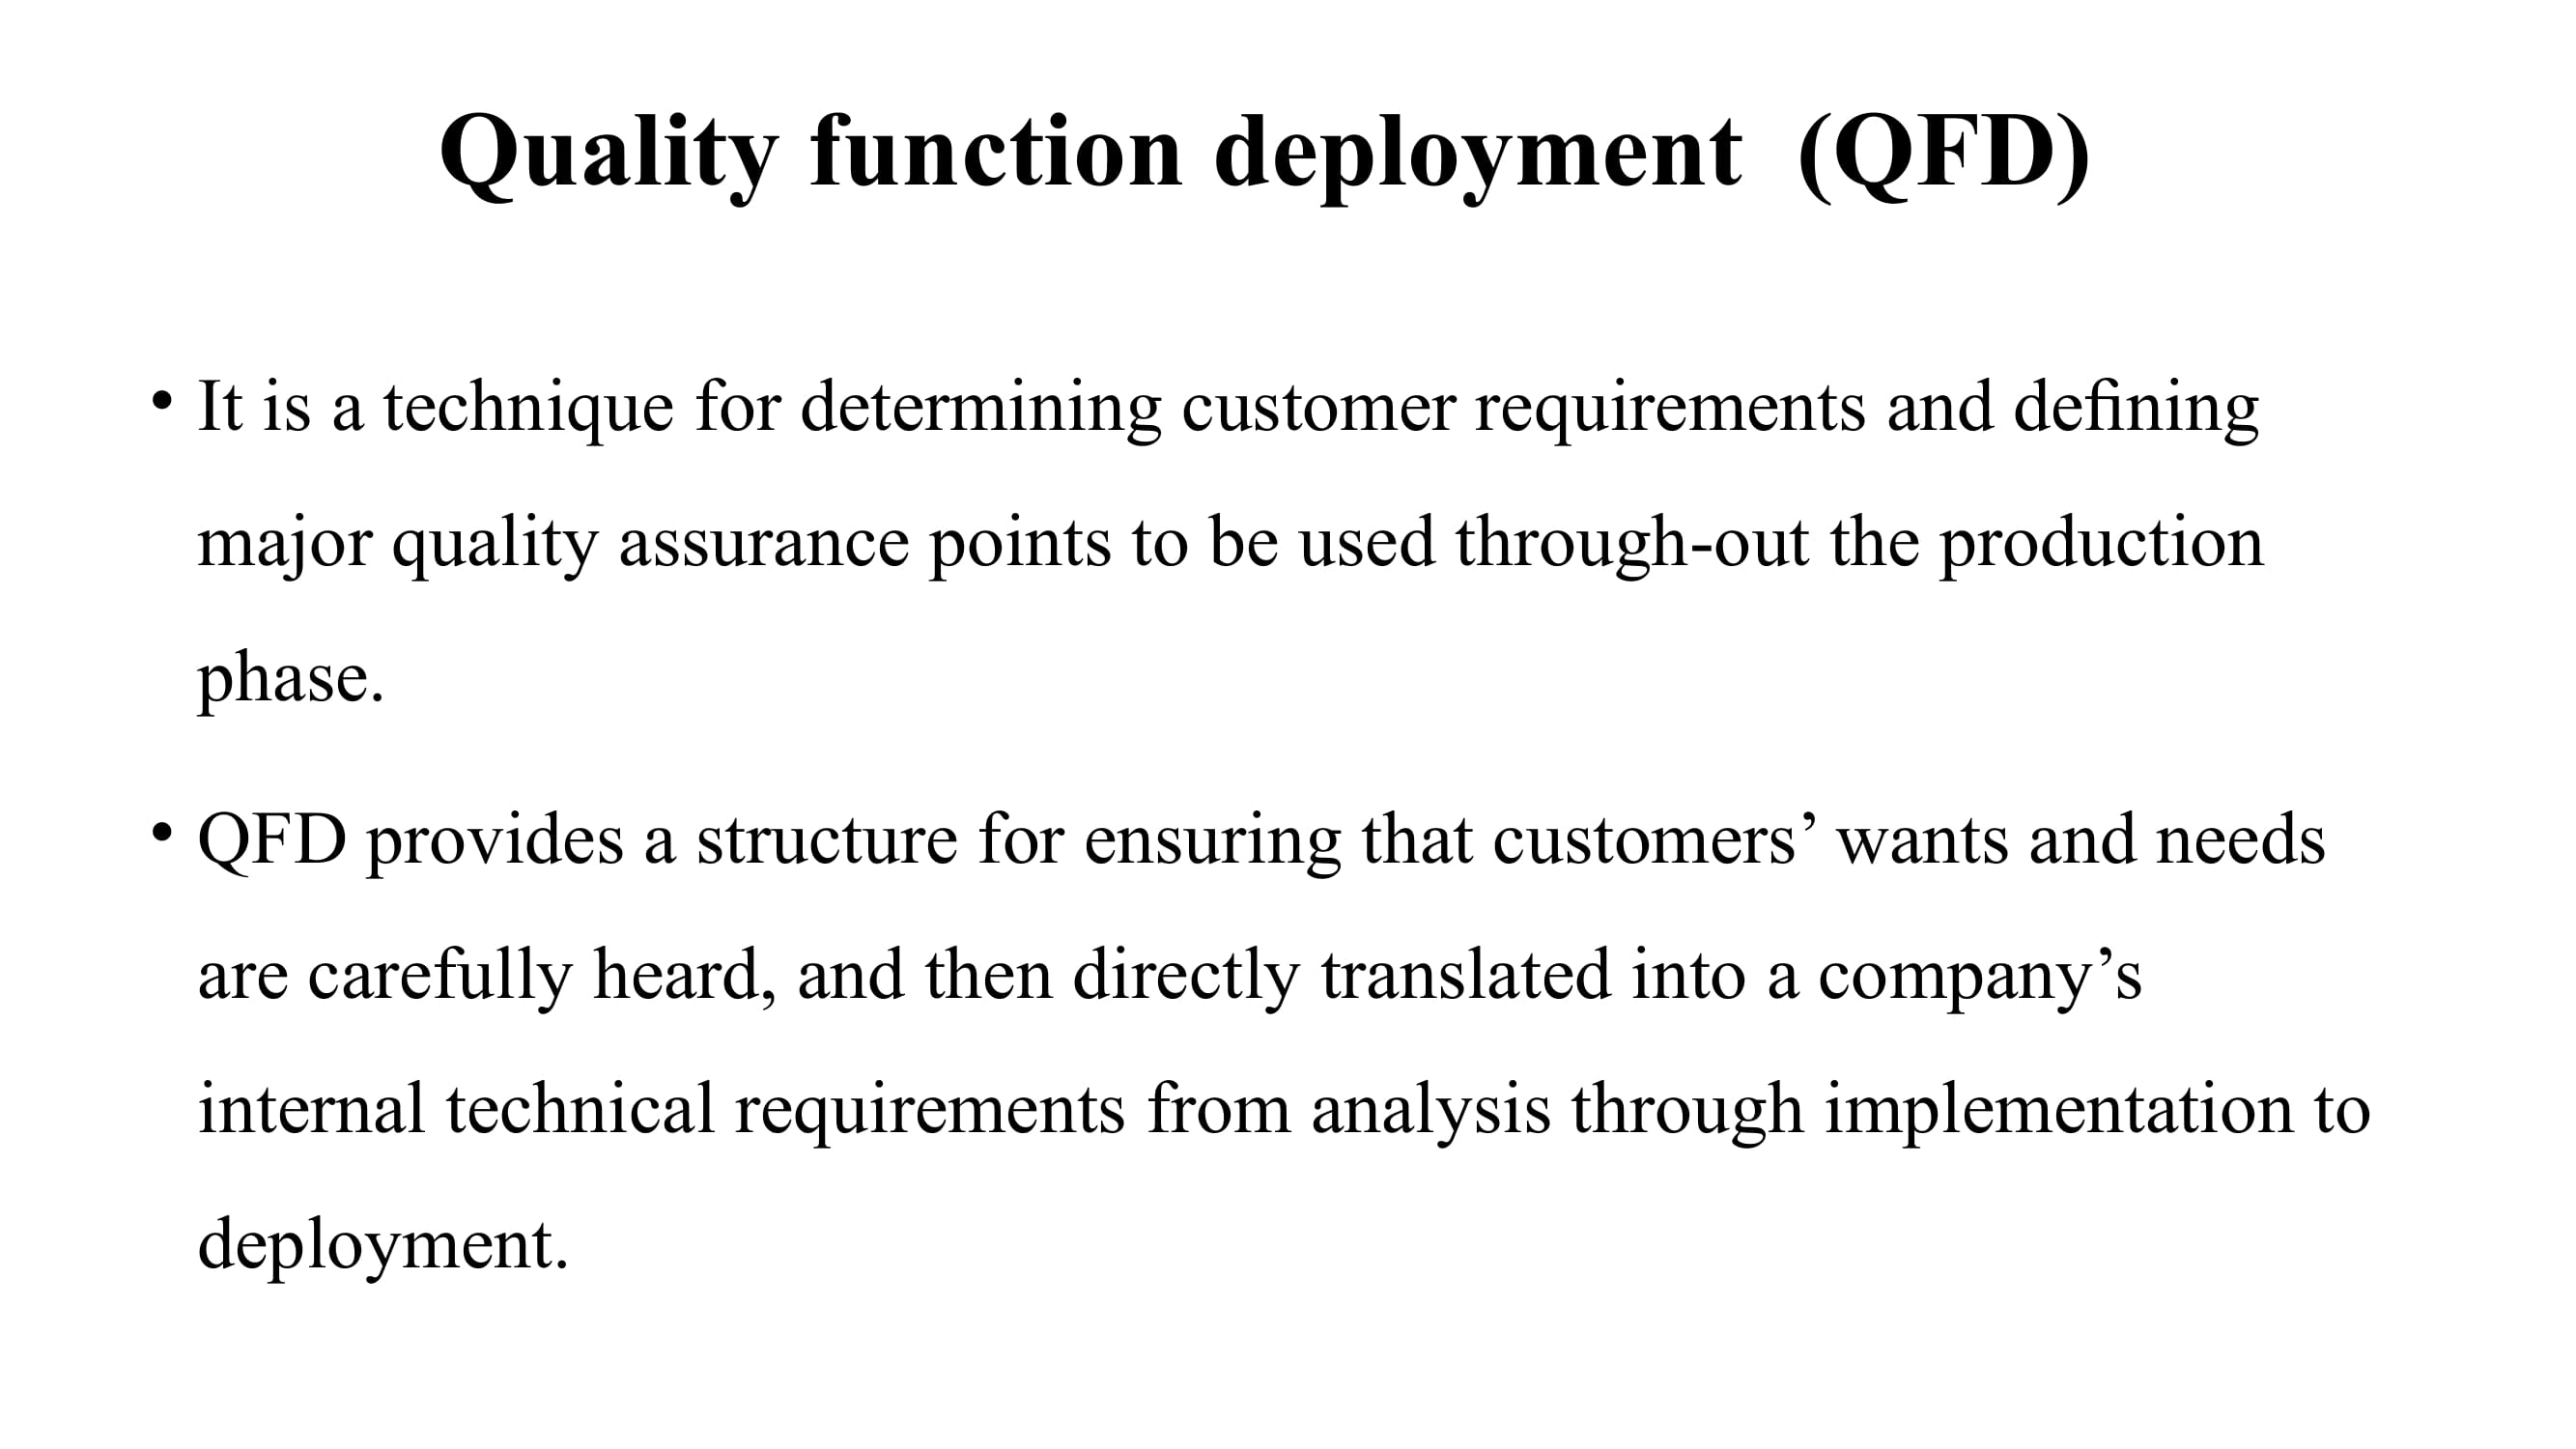 Quality function deployment  (QFD)
• It is a technique for determining customer requirements and defining
major quality assurance points to be used through-out the production
phase.
• QFD provides a structure for ensuring that customers’ wants and needs
are carefully heard, and then directly translated into a company’s
internal technical requirements from analysis through implementation to
deployment.